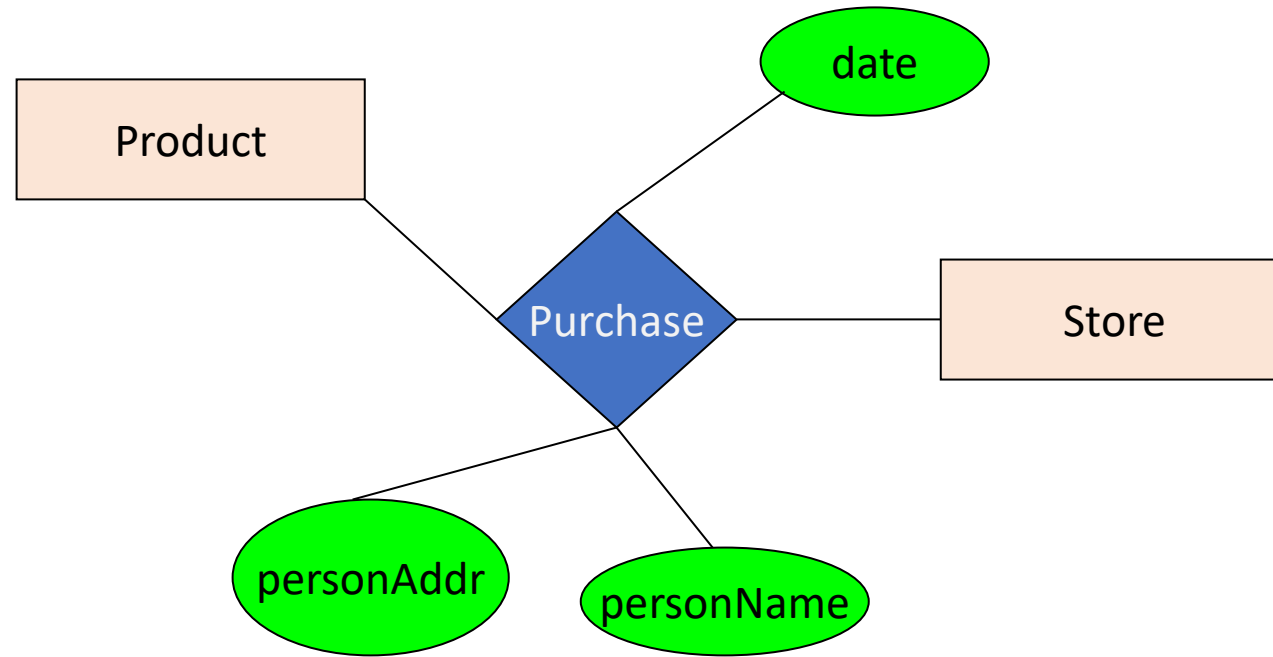 date
Product
Purchase
Store
personAddr
personName